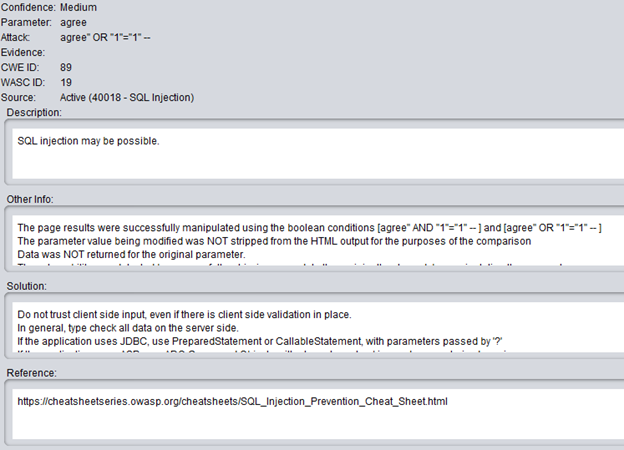 Confidence: Medium
Parameter: agree
Attack: agree" OR "1"="1" --
Evidence:
CWE ID: 89
WASC ID: 19
Source: Active (40018 - SQL Injection)
Description:
SQL injection may be possible.
Other Info:
The page results were successfully manipulated using the boolean conditions [agree" AND "1"="1" -- ] and [agree" OR "1"="1" -- ]
The parameter value being modified was NOT stripped from the HTML output for the purposes of the comparison
Data was NOT returned for the original parameter.
Solution:
Do not trust client side input, even if there is client side validation in place.
In general, type check all data on the server side.
If the application uses JDBC, use PreparedStatement or CallableStatement, with parameters passed by '?'
Reference:
https://cheatsheetseries.owasp.org/cheatsheets/SQL_Injection_Prevention_Cheat_Sheet.html